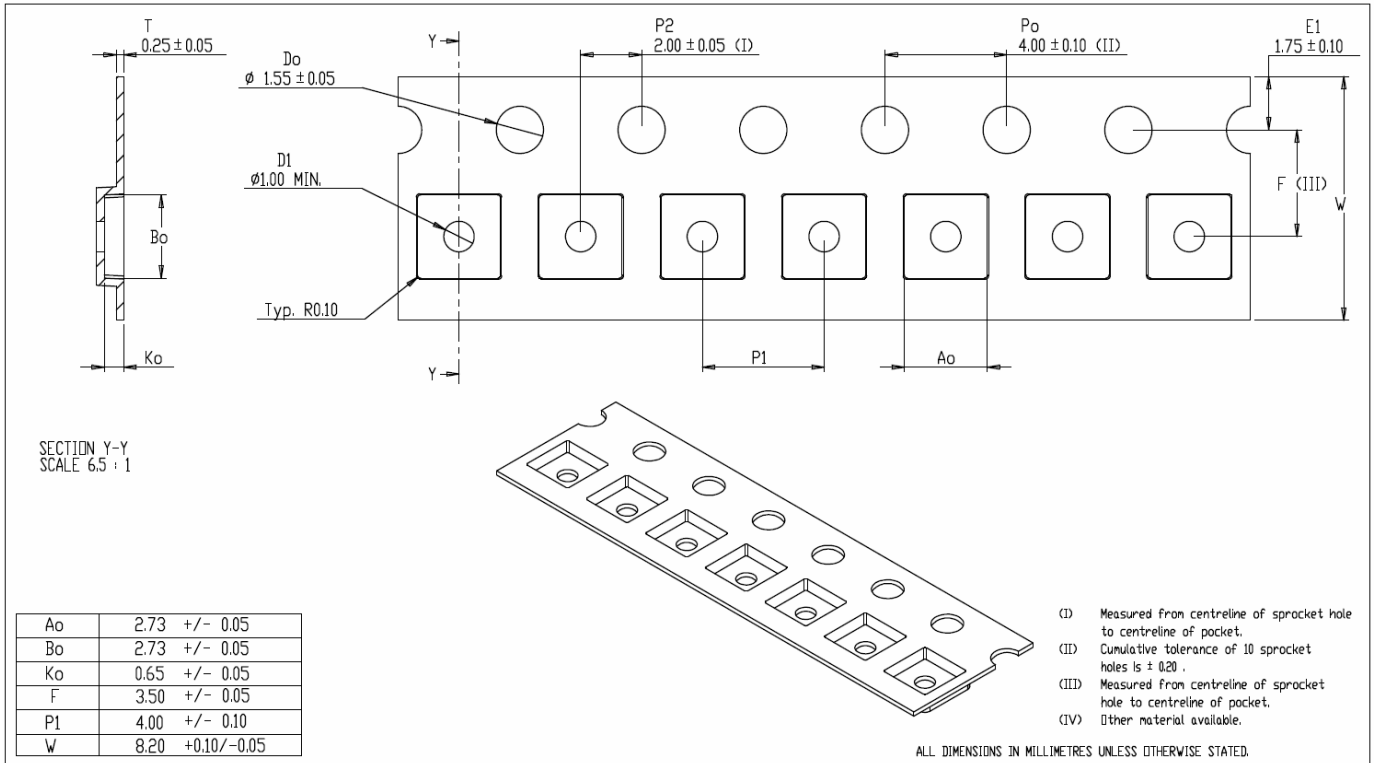 T
0.25 ± 0.05
Do
ø 1.55 ± 0.05
D1
ø1.00 MIN.
Y
P2
2.00 ± 0.05 (I)
Po
4.00 ± 0.10 (II)
E1
1.75 ± 0.10
F (III)
W
Bo
Typ. R0.10
Ko
Y
P1
Ao
SECTION Y-Y
SCALE 6.5 : 1
Ao 2.73 +/- 0.05
Bo 2.73 +/- 0.05
Ko 0.65 +/- 0.05
F 3.50 +/- 0.05
P1 4.00 +/- 0.10
W 8.20 +0.10/-0.05
(I) Measured from centreline of sprocket hole
to centreline of pocket.
(II) Cumulative tolerance of 10 sprocket
holes is ± 0.20 .
(III) Measured from centreline of sprocket
hole to centreline of pocket.
(IV) Other material available.
ALL DIMENSIONS IN MILLIMETRES UNLESS OTHERWISE STATED.